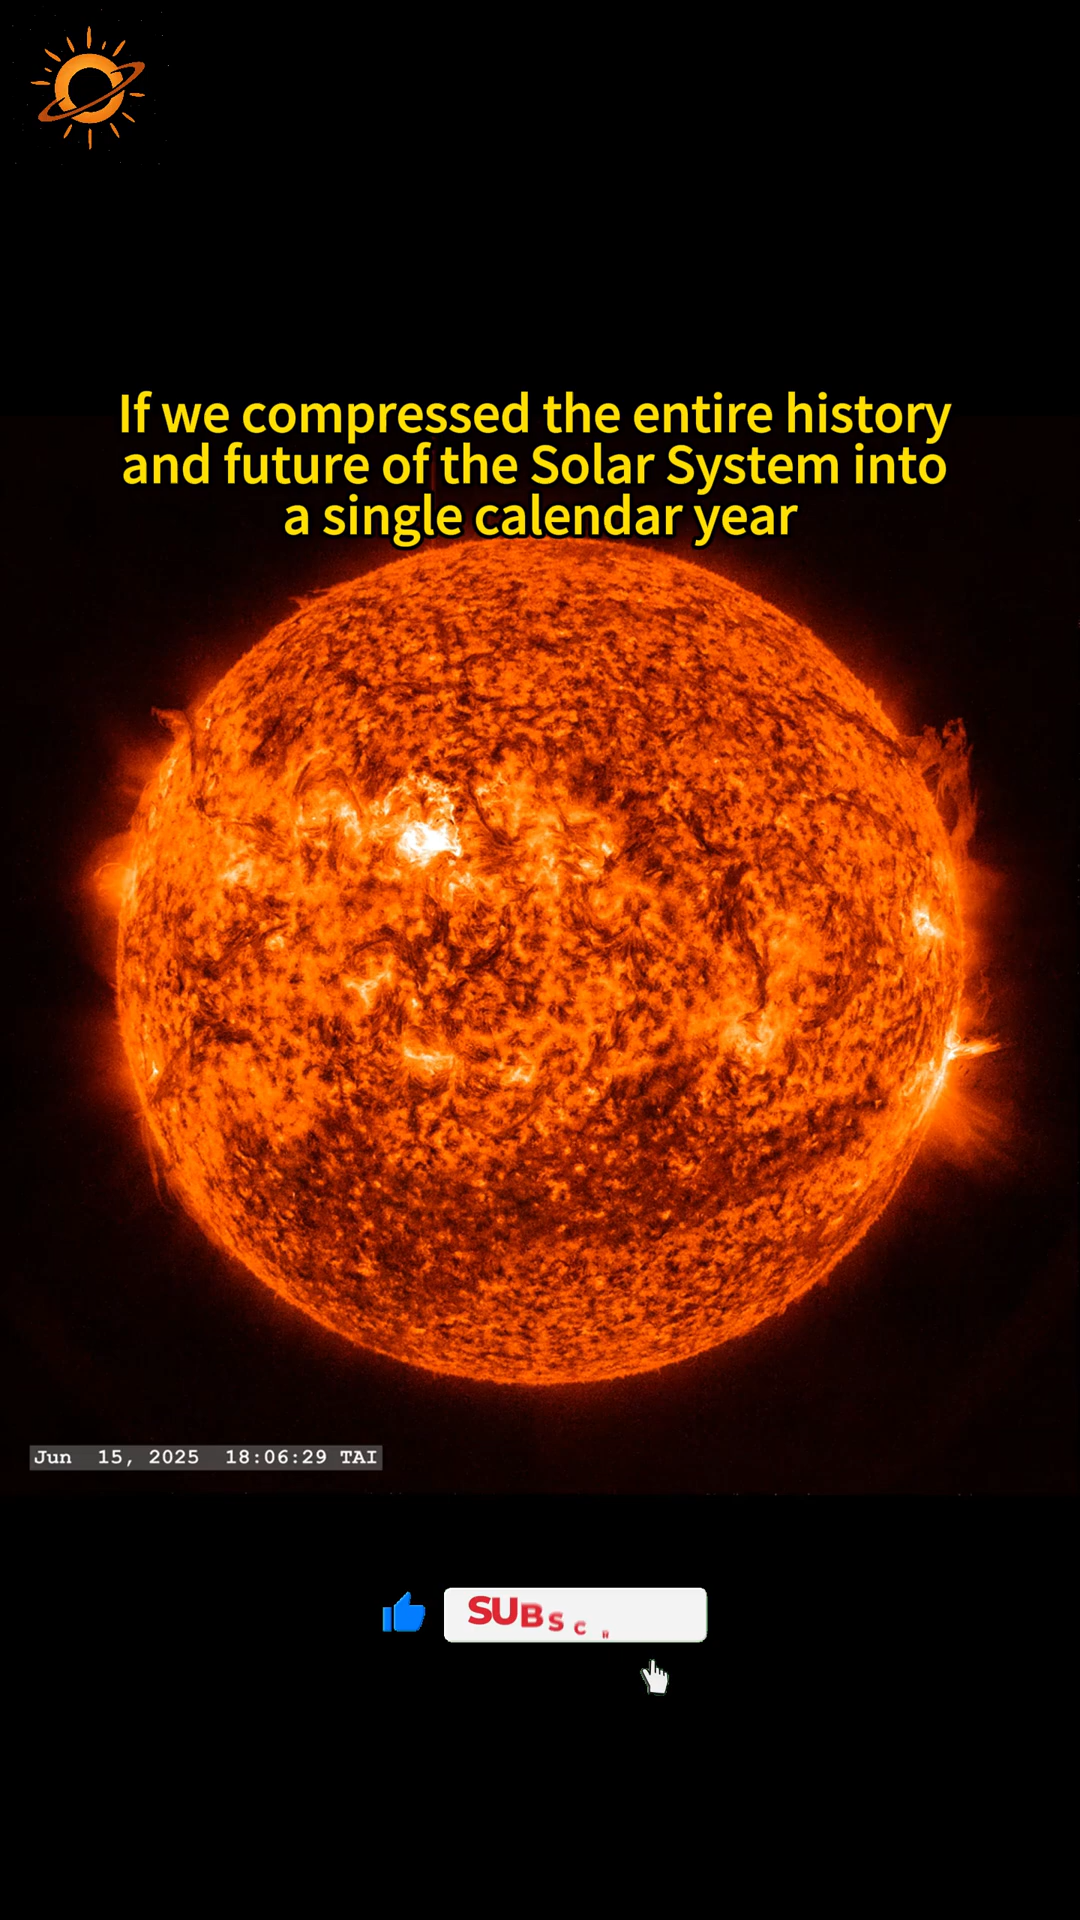 If we compressed the entire history
and future of the Solar System into
a single calendar year
Jun 15, 2025 18:06:29 TAI
SUBSCR